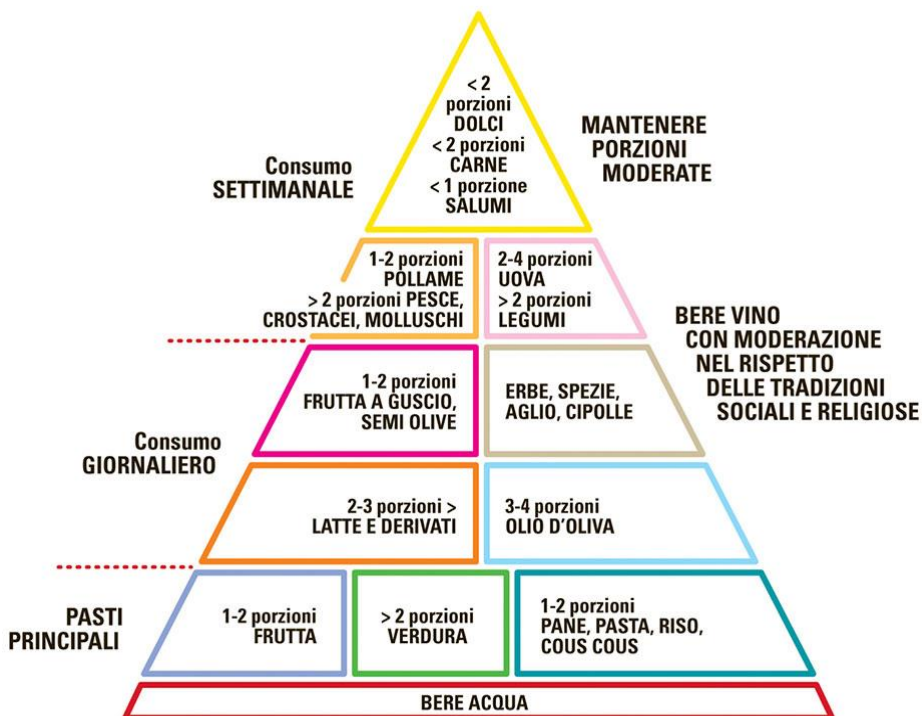 < 2
porzioni
DOLCI
< 2 porzioni
CARNE
< 1 porzione
SALUMI
Consumo
SETTIMANALE
MANTENERE
PORZIONI
MODERATE
1-2 porzioni
POLLAME
> 2 porzioni PESCE,
CROSTACEI, MOLLUSCHI
2-4 porzioni
UOVA
> 2 porzioni
LEGUMI
BERE VINO
CON MODERAZIONE
NEL RISPETTO
DELLE TRADIZIONI
SOCIALI E RELIGIOSE
1-2 porzioni
FRUTTA A GUSCIO,
SEMI OLIVE
ERBE, SPEZIE,
AGLIO, CIPOLLE
Consumo
GIORNALIERO
2-3 porzioni >
LATTE E DERIVATI
3-4 porzioni
OLIO D'OLIVA
PASTI
PRINCIPALI
1-2 porzioni
FRUTTA
> 2 porzioni
VERDURA
1-2 porzioni
PANE, PASTA, RISO,
COUS COUS
BERE ACQUA